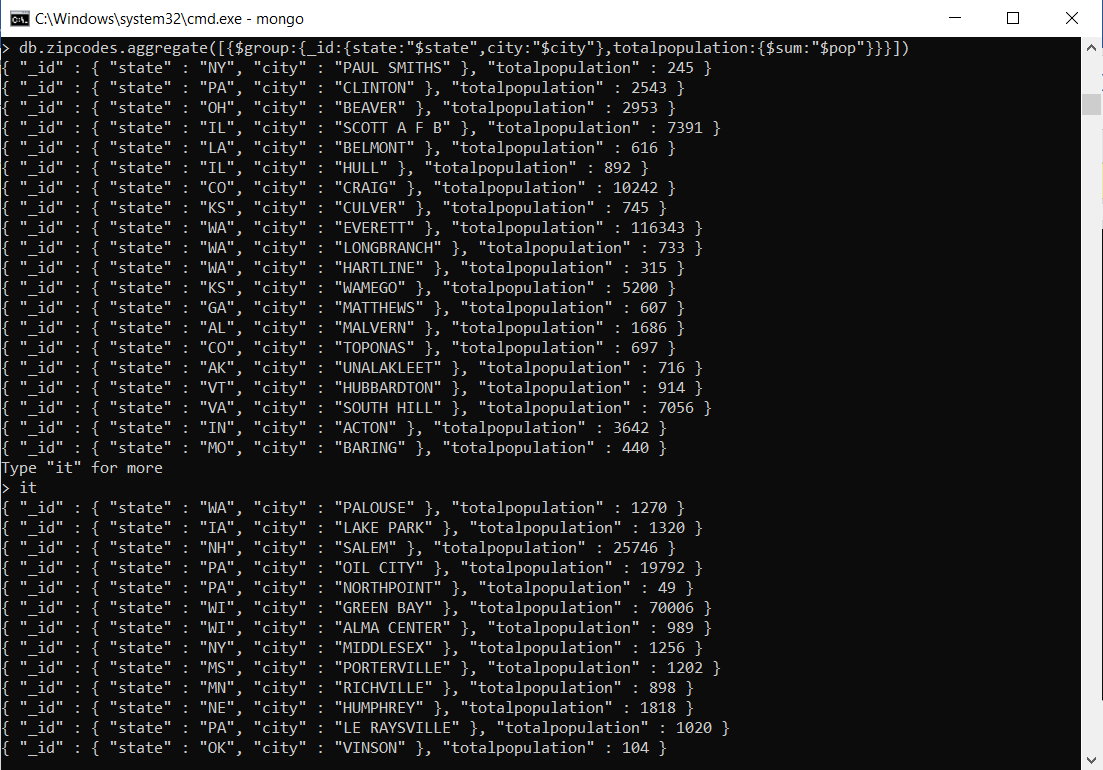 C:\Windows\system32\cmd.exe - mongo
> db.zipcodes.aggregate([{$group:{_id:{state:"$state",city:"$city"},totalpopulation:{$sum:"$pop"}}}])
{ "_id" : { "state" : "NY", "city" : "PAUL SMITHS" }, "totalpopulation" : 245 }
{ "_id" : { "state" : "PA", "city" : "CLINTON" }, "totalpopulation" : 2543 }
{ "_id" : { "state" : "OH", "city" : "BEAVER" }, "totalpopulation" : 2953 }
{ "_id" : { "state" : "IL", "city" : "SCOTT A F B" }, "totalpopulation" : 7391 }
{ "_id" : { "state" : "LA", "city" : "BELMONT" }, "totalpopulation" : 616 }
{ "_id" : { "state" : "IL", "city" : "HULL" }, "totalpopulation" : 892 }
{ "_id" : { "state" : "CO", "city" : "CRAIG" }, "totalpopulation" : 10242 }
{ "_id" : { "state" : "KS", "city" : "CULVER" }, "totalpopulation" : 745 }
{ "_id" : { "state" : "WA", "city" : "EVERETT" }, "totalpopulation" : 116343 }
{ "_id" : { "state" : "WA", "city" : "LONGBRANCH" }, "totalpopulation" : 733 }
{ "_id" : { "state" : "WA", "city" : "HARTLINE" }, "totalpopulation" : 315 }
{ "_id" : { "state" : "KS", "city" : "WAMEGO" }, "totalpopulation" : 5200 }
{ "_id" : { "state" : "GA", "city" : "MATTHEWS" }, "totalpopulation" : 607 }
{ "_id" : { "state" : "AL", "city" : "MALVERN" }, "totalpopulation" : 1686 }
{ "_id" : { "state" : "CO", "city" : "TOPONAS" }, "totalpopulation" : 697 }
{ "_id" : { "state" : "AK", "city" : "UNALAKLEET" }, "totalpopulation" : 716 }
{ "_id" : { "state" : "VT", "city" : "HUBBARDTON" }, "totalpopulation" : 914 }
{ "_id" : { "state" : "VA", "city" : "SOUTH HILL" }, "totalpopulation" : 7056 }
{ "_id" : { "state" : "IN", "city" : "ACTON" }, "totalpopulation" : 3642 }
{ "_id" : { "state" : "MO", "city" : "BARING" }, "totalpopulation" : 440 }
Type "it" for more
> it
{ "_id" : { "state" : "WA", "city" : "PALOUSE" }, "totalpopulation" : 1270 }
{ "_id" : { "state" : "IA", "city" : "LAKE PARK" }, "totalpopulation" : 1320 }
{ "_id" : { "state" : "NH", "city" : "SALEM" }, "totalpopulation" : 25746 }
{ "_id" : { "state" : "PA", "city" : "OIL CITY" }, "totalpopulation" : 19792 }
{ "_id" : { "state" : "PA", "city" : "NORTHPOINT" }, "totalpopulation" : 49 }
{ "_id" : { "state" : "WI", "city" : "GREEN BAY" }, "totalpopulation" : 70006 }
{ "_id" : { "state" : "WI", "city" : "ALMA CENTER" }, "totalpopulation" : 989 }
{ "_id" : { "state" : "NY", "city" : "MIDDLESEX" }, "totalpopulation" : 1256 }
{ "_id" : { "state" : "MS", "city" : "PORTERVILLE" }, "totalpopulation" : 1202 }
{ "_id" : { "state" : "MN", "city" : "RICHVILLE" }, "totalpopulation" : 898 }
{ "_id" : { "state" : "NE", "city" : "HUMPHREY" }, "totalpopulation" : 1818 }
{ "_id" : { "state" : "PA", "city" : "LE RAYSVILLE" }, "totalpopulation" : 1020 }
{ "_id" : { "state" : "OK", "city" : "VINSON" }, "totalpopulation" : 104 }